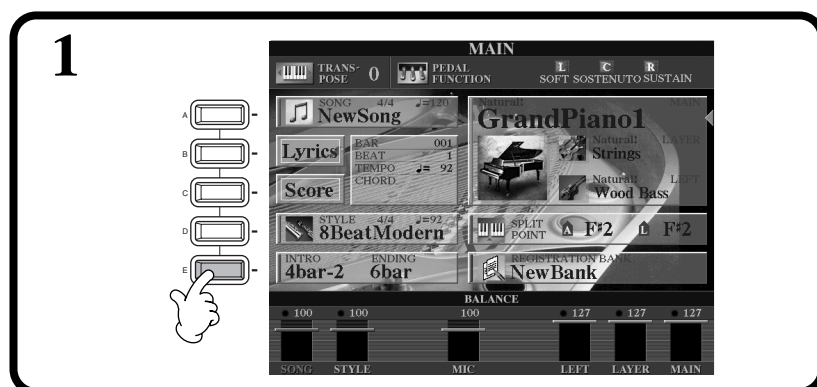 1
MAIN
TRANS-
POSE 0
PEDAL
FUNCTION
L C R
SOFT SOSTENUTO SUSTAIN
A
B
C
D
E
SONG 4/4 ♩=120
NewSong
Lyrics
Score
BAR 001
BEAT 1
TEMPO ♩= 92
CHORD
STYLE 4/4 ♩=92
8BeatModern
INTRO ENDING
4bar-2 6bar
Natural! MAIN
GrandPiano1
Natural! LAYER
Strings
Natural! LEFT
Wood Bass
SPLIT
POINT A F♯2 L F♯2
REGISTRATION BANK
NewBank
BALANCE
100 100 100 127 127 127
SONG STYLE MIC LEFT LAYER MAIN